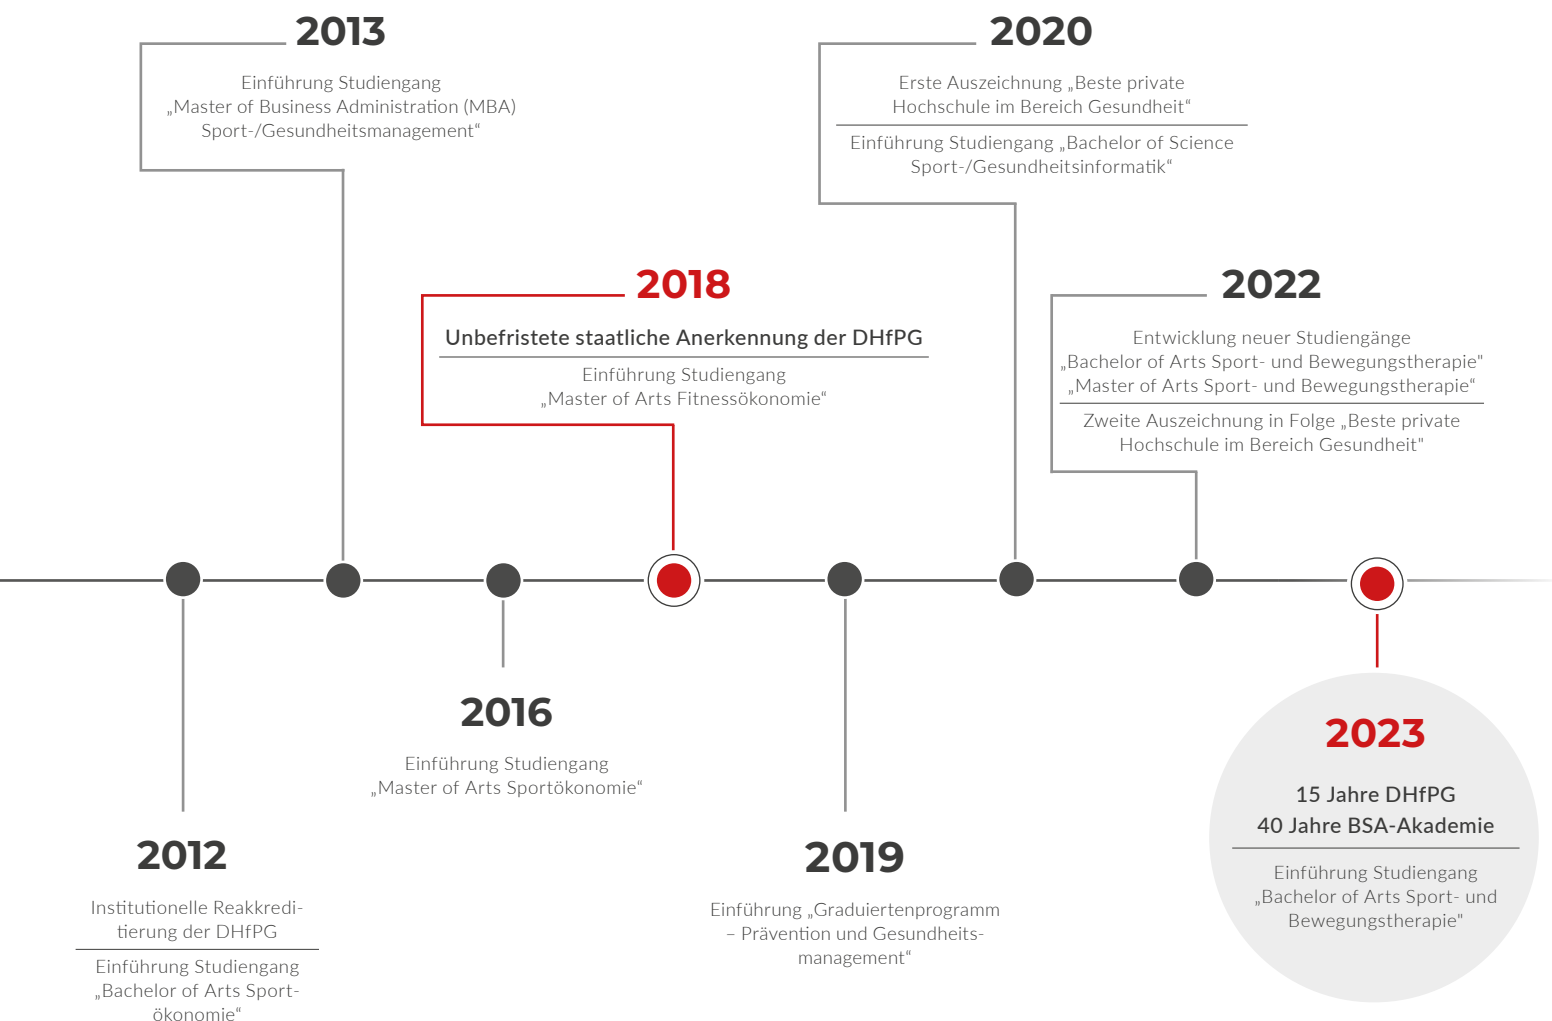 2013
Einführung Studiengang
„Master of Business Administration (MBA)
Sport-/Gesundheitsmanagement“
2020
Erste Auszeichnung „Beste private
Hochschule im Bereich Gesundheit“
Einführung Studiengang „Bachelor of Science
Sport-/Gesundheitsinformatik“
2018
Unbefristete staatliche Anerkennung der DHfPG
Einführung Studiengang
„Master of Arts Fitnessökonomie“
2022
Entwicklung neuer Studiengänge
„Bachelor of Arts Sport- und Bewegungstherapie"
„Master of Arts Sport- und Bewegungstherapie“
Zweite Auszeichnung in Folge „Beste private
Hochschule im Bereich Gesundheit"
2016
Einführung Studiengang
„Master of Arts Sportökonomie“
2023
15 Jahre DHfPG
40 Jahre BSA-Akademie
Einführung Studiengang
„Bachelor of Arts Sport- und
Bewegungstherapie"
2012
Institutionelle Reakkredi-
tierung der DHfPG
Einführung Studiengang
„Bachelor of Arts Sport-
ökonomie“
2019
Einführung „Graduiertenprogramm
– Prävention und Gesundheits-
management“